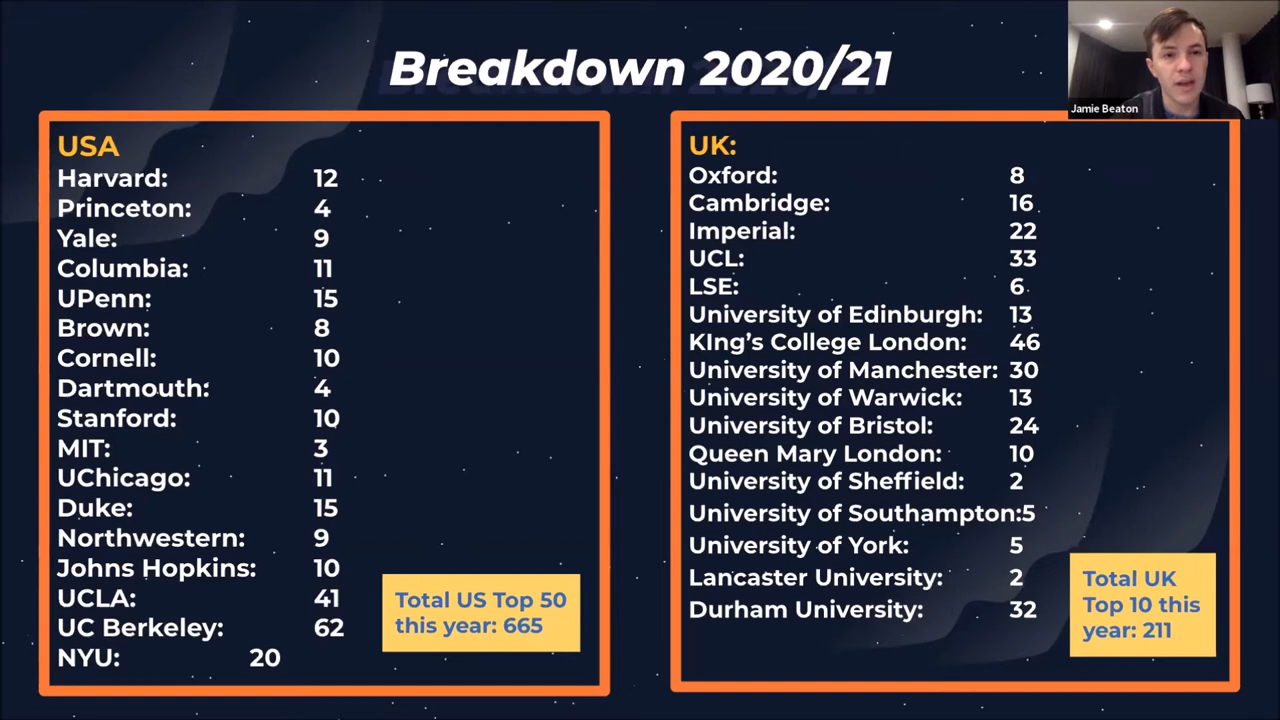 Breakdown 2020/21
Jamie Beaton
USA
Harvard: 12
Princeton: 4
Yale: 9
Columbia: 11
UPenn: 15
Brown: 8
Cornell: 10
Dartmouth: 4
Stanford: 10
MIT: 3
UChicago: 11
Duke: 15
Northwestern: 9
Johns Hopkins: 10
UCLA: 41
UC Berkeley: 62
NYU: 20
Total US Top 50
this year: 665
UK:
Oxford: 8
Cambridge: 16
Imperial: 22
UCL: 33
LSE: 6
University of Edinburgh: 13
KIng’s College London: 46
University of Manchester: 30
University of Warwick: 13
University of Bristol: 24
Queen Mary London: 10
University of Sheffield: 2
University of Southampton:5
University of York: 5
Lancaster University: 2
Durham University: 32
Total UK
Top 10 this
year: 211